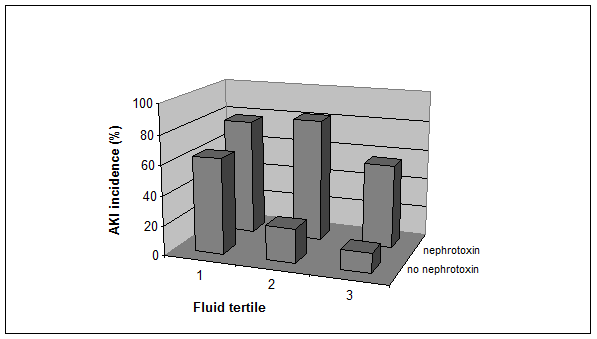 100
80
60
40
20
0
AKI incidence (%)
1
2
3
Fluid tertile
nephrotoxin
no nephrotoxin